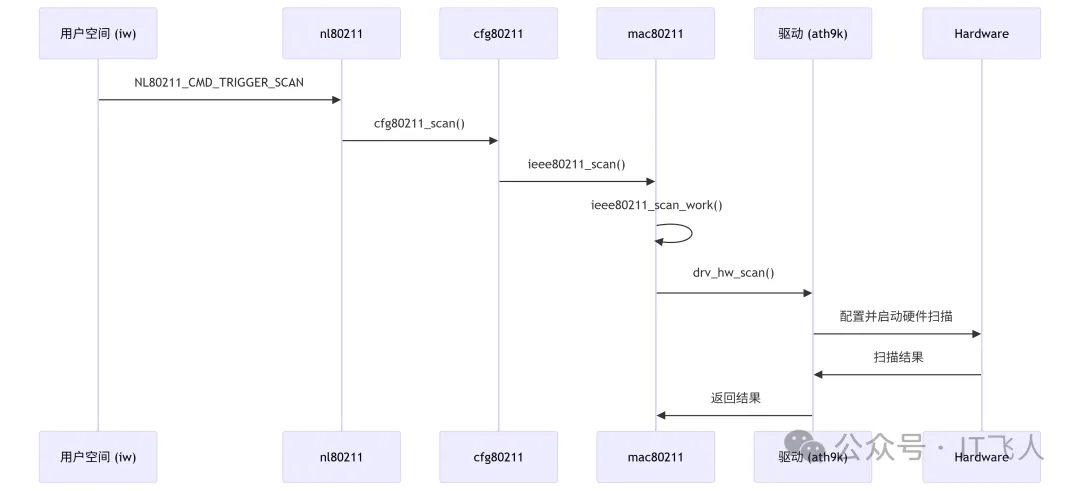 用户空间 (iw)
nl80211
cfg80211
mac80211
驱动 (ath9k)
Hardware
NL80211_CMD_TRIGGER_SCAN
cfg80211_scan()
ieee80211_scan()
ieee80211_scan_work()
drv_hw_scan()
配置并启动硬件扫描
扫描结果
返回结果
用户空间 (iw)
nl80211
cfg80211
mac80211
驱动 (ath9k)
Hardware
公众号 · IT飞人